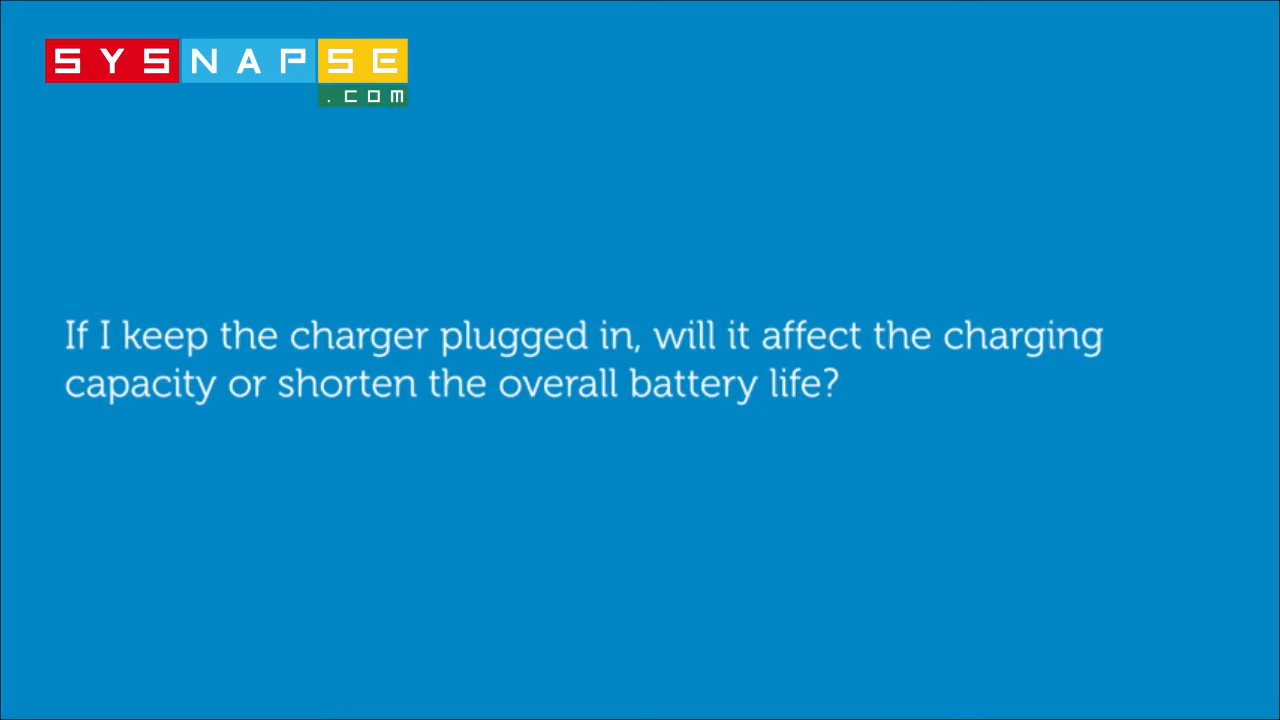 SYSNAPSE
.COM
If I keep the charger plugged in, will it affect the charging
capacity or shorten the overall battery life?